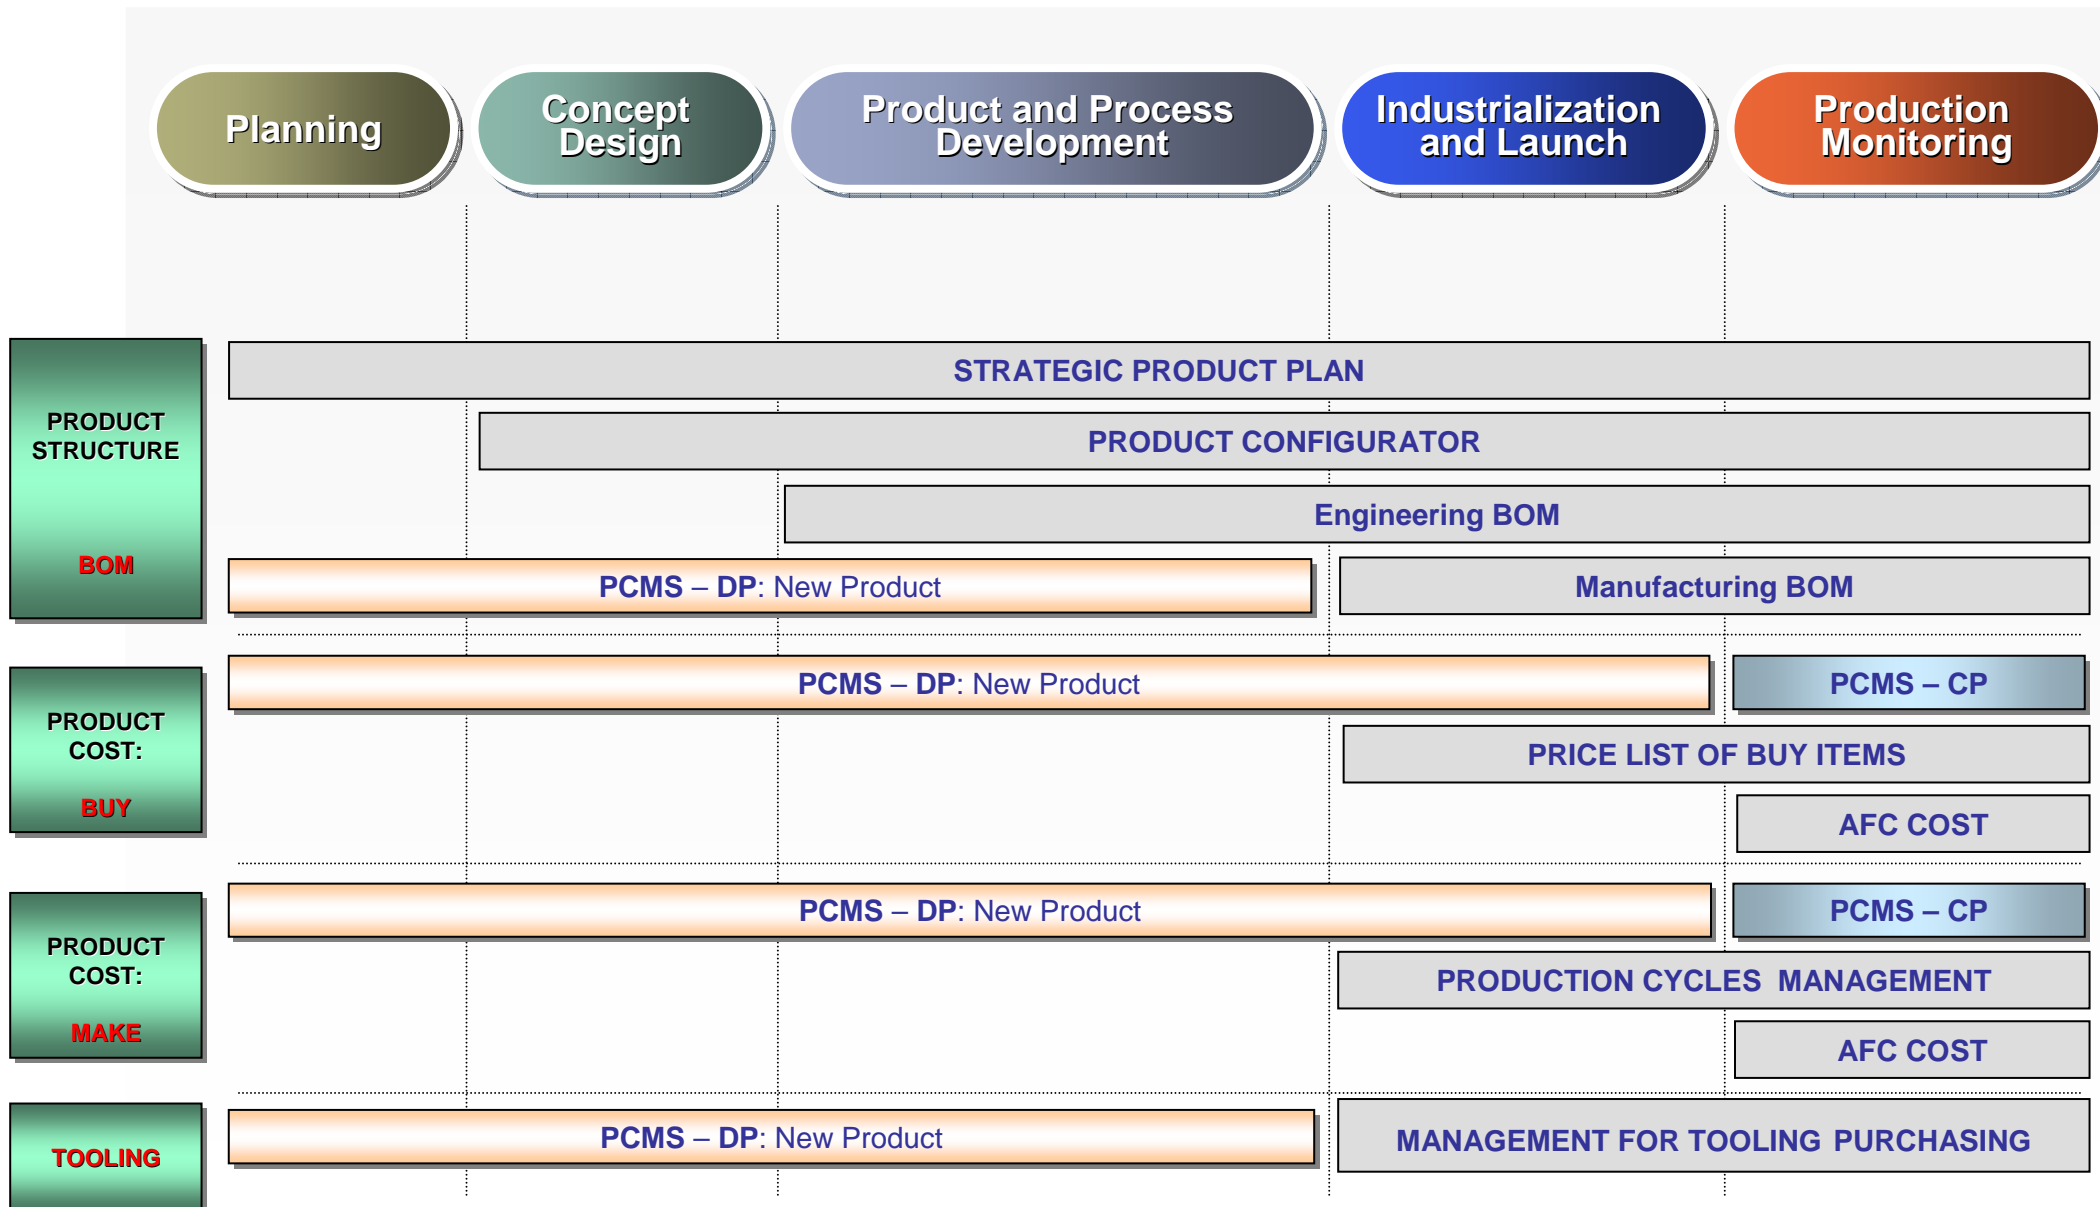 Planning
Concept
Design
Product and Process
Development
Industrialization
and Launch
Production
Monitoring
PRODUCT
STRUCTURE
BOM
STRATEGIC PRODUCT PLAN
PRODUCT CONFIGURATOR
Engineering BOM
PCMS – DP: New Product
Manufacturing BOM
PRODUCT
COST:
BUY
PCMS – DP: New Product
PCMS – CP
PRICE LIST OF BUY ITEMS
AFC COST
PRODUCT
COST:
MAKE
PCMS – DP: New Product
PCMS – CP
PRODUCTION CYCLES MANAGEMENT
AFC COST
TOOLING
PCMS – DP: New Product
MANAGEMENT FOR TOOLING PURCHASING